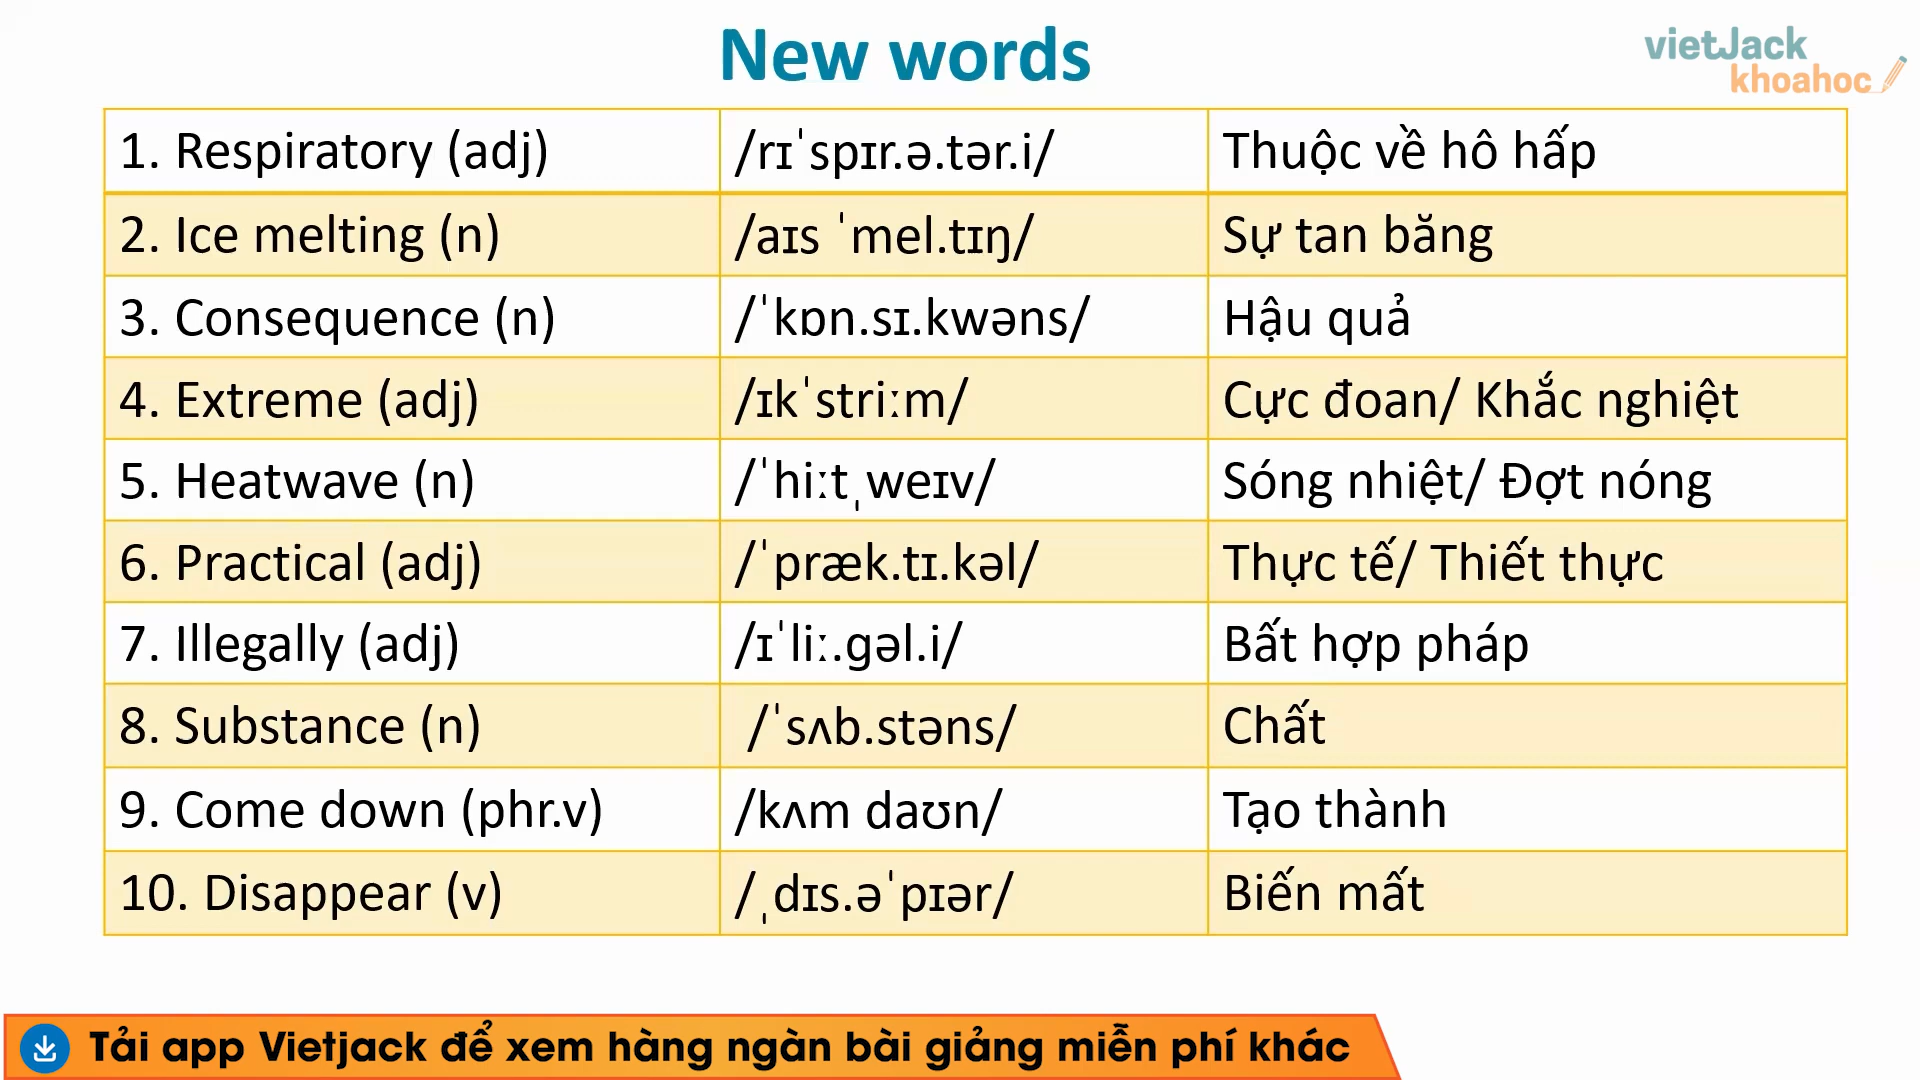 New words
vietJack
khoahoc
1. Respiratory (adj) /rɪˈspɪr.ə.tər.i/ Thuộc về hô hấp
2. Ice melting (n) /aɪs ˈmel.tɪŋ/ Sự tan băng
3. Consequence (n) /ˈkɒn.sɪ.kwəns/ Hậu quả
4. Extreme (adj) /ɪkˈstriːm/ Cực đoan/ Khắc nghiệt
5. Heatwave (n) /ˈhiːtˌweɪv/ Sóng nhiệt/ Đợt nóng
6. Practical (adj) /ˈpræk.tɪ.kəl/ Thực tế/ Thiết thực
7. Illegally (adj) /ɪˈliː.ɡəl.i/ Bất hợp pháp
8. Substance (n) /ˈsʌb.stəns/ Chất
9. Come down (phr.v) /kʌm daʊn/ Tạo thành
10. Disappear (v) /ˌdɪs.əˈpɪər/ Biến mất
Tải app Vietjack để xem hàng ngàn bài giảng miễn phí khác